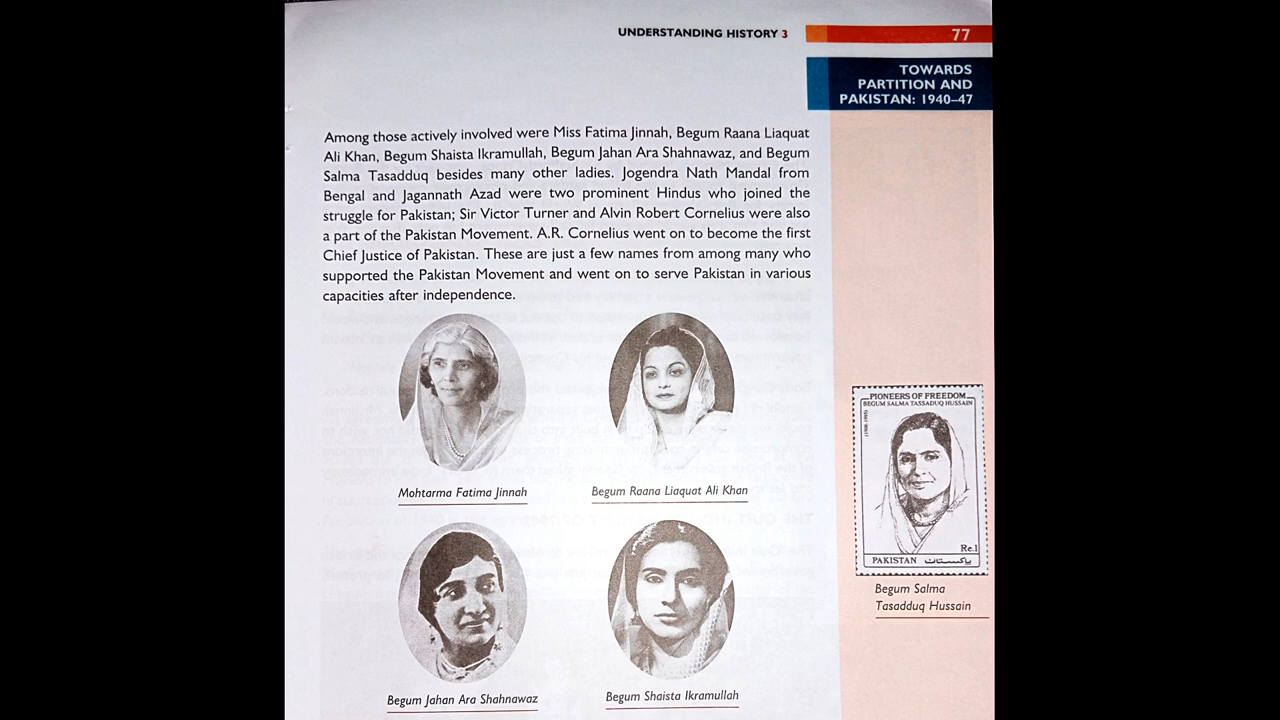 UNDERSTANDING HISTORY 3
77
TOWARDS
PARTITION AND
PAKISTAN: 1940–47
Among those actively involved were Miss Fatima Jinnah, Begum Raana Liaquat
Ali Khan, Begum Shaista Ikramullah, Begum Jahan Ara Shahnawaz, and Begum
Salma Tasadduq besides many other ladies. Jogendra Nath Mandal from
Bengal and Jagannath Azad were two prominent Hindus who joined the
struggle for Pakistan; Sir Victor Turner and Alvin Robert Cornelius were also
a part of the Pakistan Movement. A.R. Cornelius went on to become the first
Chief Justice of Pakistan. These are just a few names from among many who
supported the Pakistan Movement and went on to serve Pakistan in various
capacities after independence.
Mohtarma Fatima Jinnah
Begum Raana Liaquat Ali Khan
PIONEERS OF FREEDOM
BEGUM SALMA TASSADUQ HUSSAIN
Re.1
PAKISTAN پاکستان
Begum Salma
Tasadduq Hussain
Begum Jahan Ara Shahnawaz
Begum Shaista Ikramullah